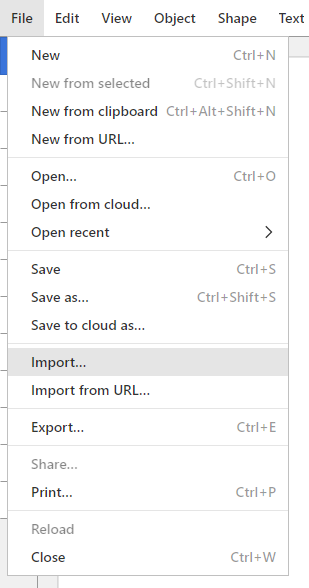 File Edit View Object Shape Text
New Ctrl+N
New from selected Ctrl+Shift+N
New from clipboard Ctrl+Alt+Shift+N
New from URL...
Open... Ctrl+O
Open from cloud...
Open recent
Save Ctrl+S
Save as... Ctrl+Shift+S
Save to cloud as...
Import...
Import from URL...
Export... Ctrl+E
Share...
Print... Ctrl+P
Reload
Close Ctrl+W